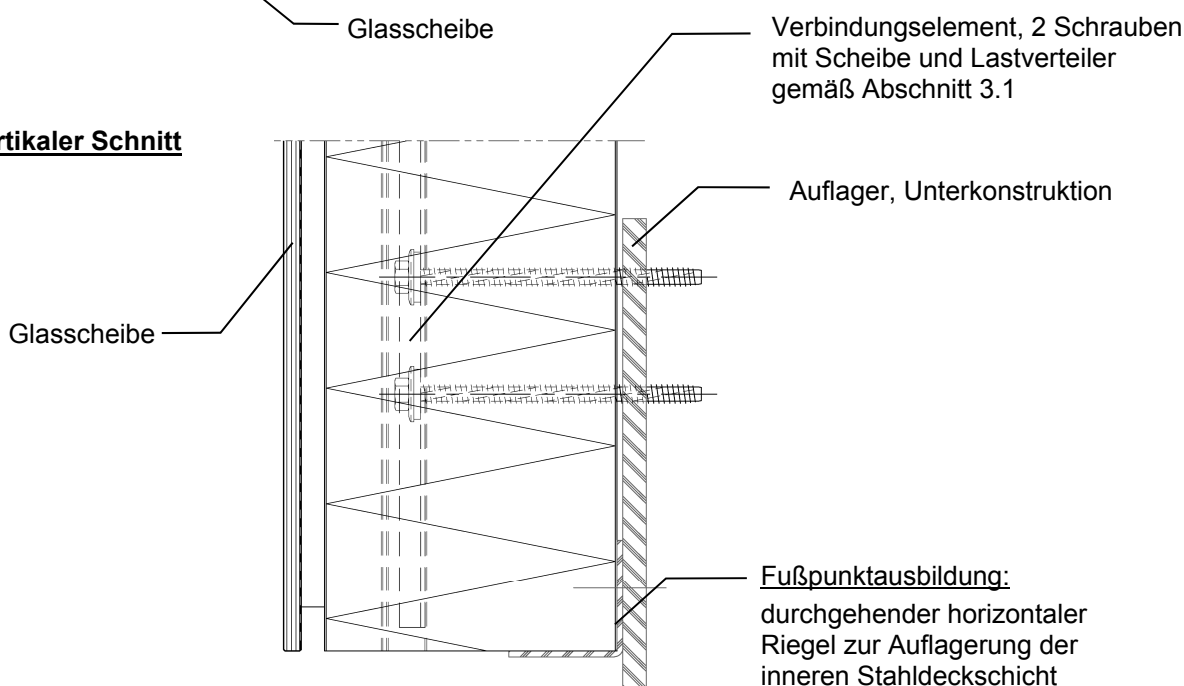 Glasscheibe
Verbindungselement, 2 Schrauben
mit Scheibe und Lastverteiler
gemäß Abschnitt 3.1
rtikaler Schnitt
Auflager, Unterkonstruktion
Glasscheibe
Fußpunktausbildung:
durchgehender horizontaler
Riegel zur Auflagerung der
inneren Stahldeckschicht